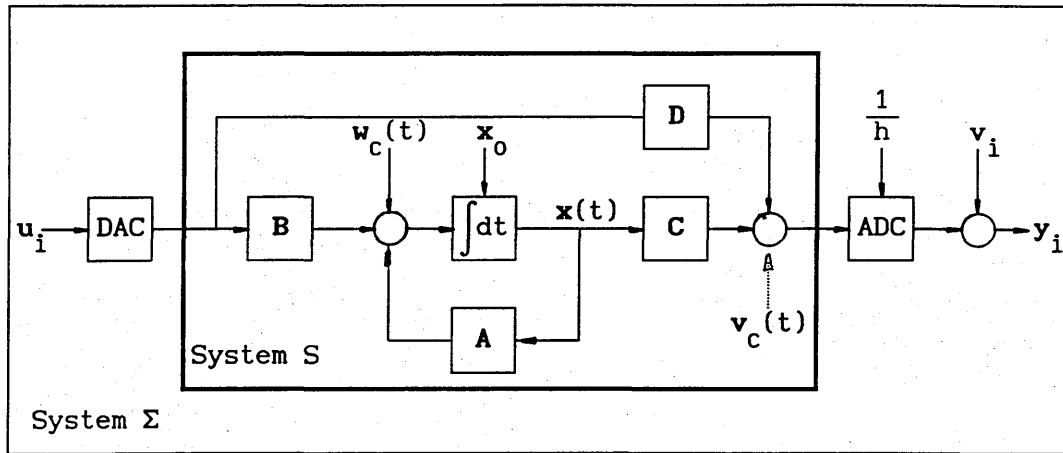 D
1
h
w_c(t)
x_o
v_i
u_i
DAC
B
∫dt
x(t)
C
ADC
y_i
A
v_c(t)
System S
System Σ